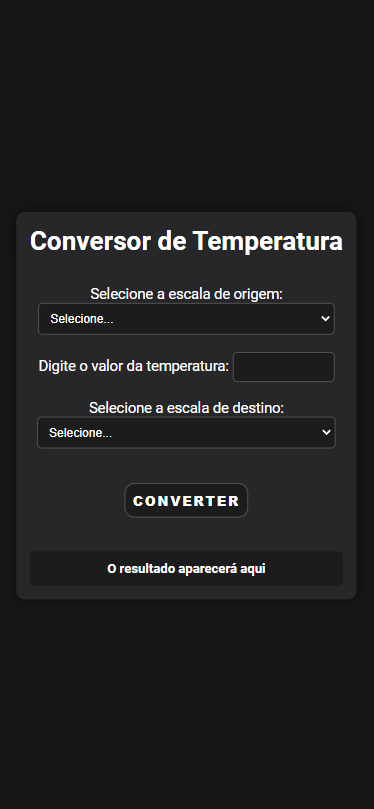 Conversor de Temperatura
Selecione a escala de origem:
Selecione...
Digite o valor da temperatura:
Selecione a escala de destino:
Selecione...
CONVERTER
O resultado aparecerá aqui